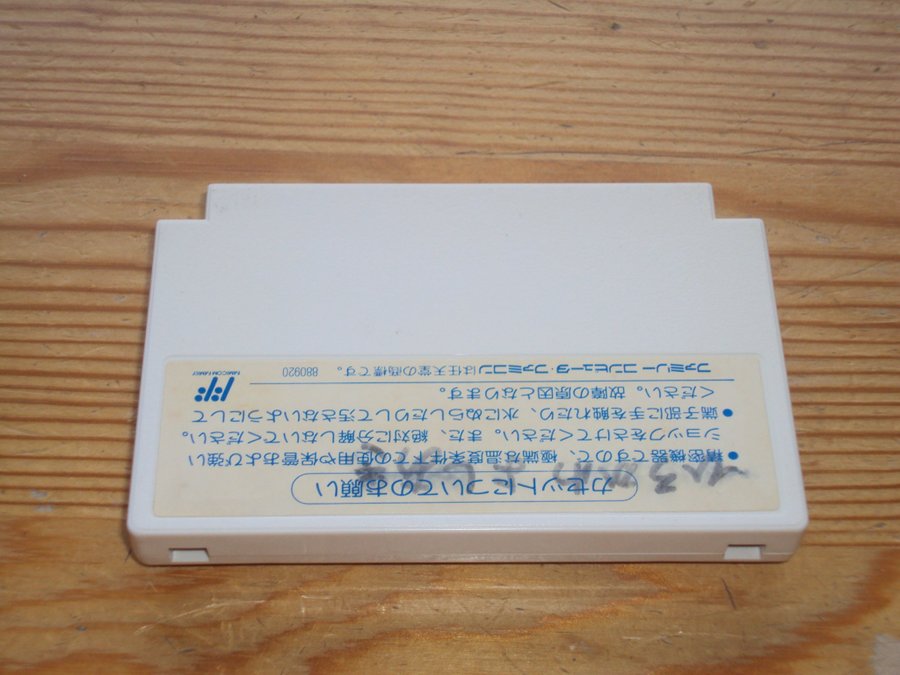 カセットについてのお願い
● 精密機器ですので、極端な温度条件下での使用や保管および強い
ショックをさけてください。また、絶対に分解しないでください。
● 端子部に手を触れたり、水にぬらしたりして汚さないようにして
ください。故障の原因となります。
ファミリーコンピュータ・ファミコンは任天堂の商標です。 880920
FAMICOM FAMILY